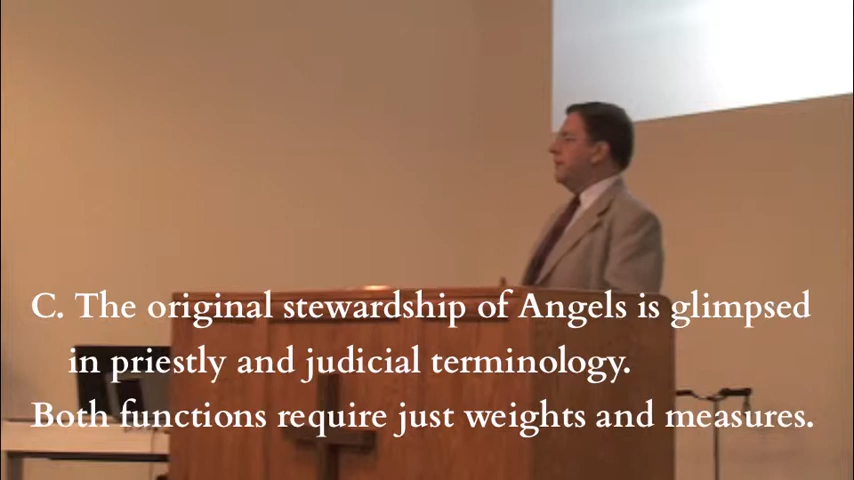 C. The original stewardship of Angels is glimpsed
in priestly and judicial terminology.
Both functions require just weights and measures.